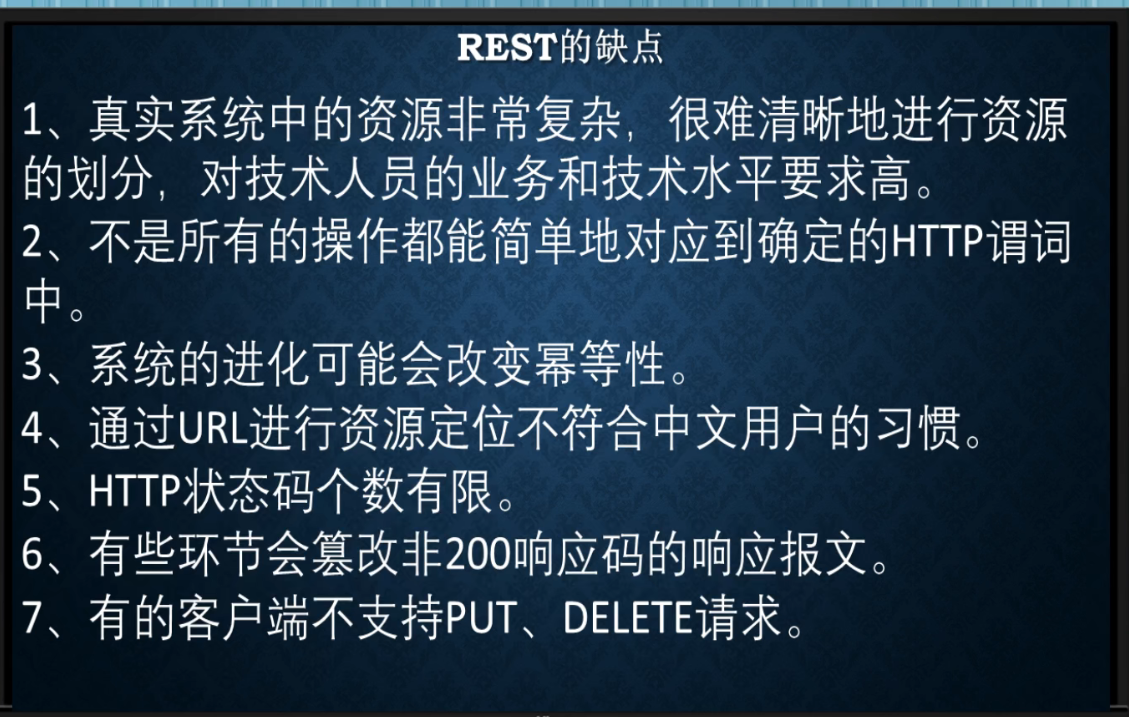 REST的缺点
1、真实系统中的资源非常复杂，很难清晰地进行资源
的划分，对技术人员的业务和技术水平要求高。
2、不是所有的操作都能简单地对应到确定的HTTP谓词
中。
3、系统的进化可能会改变幂等性。
4、通过URL进行资源定位不符合中文用户的习惯。
5、HTTP状态码个数有限。
6、有些环节会篡改非200响应码的响应报文。
7、有的客户端不支持PUT、DELETE请求。